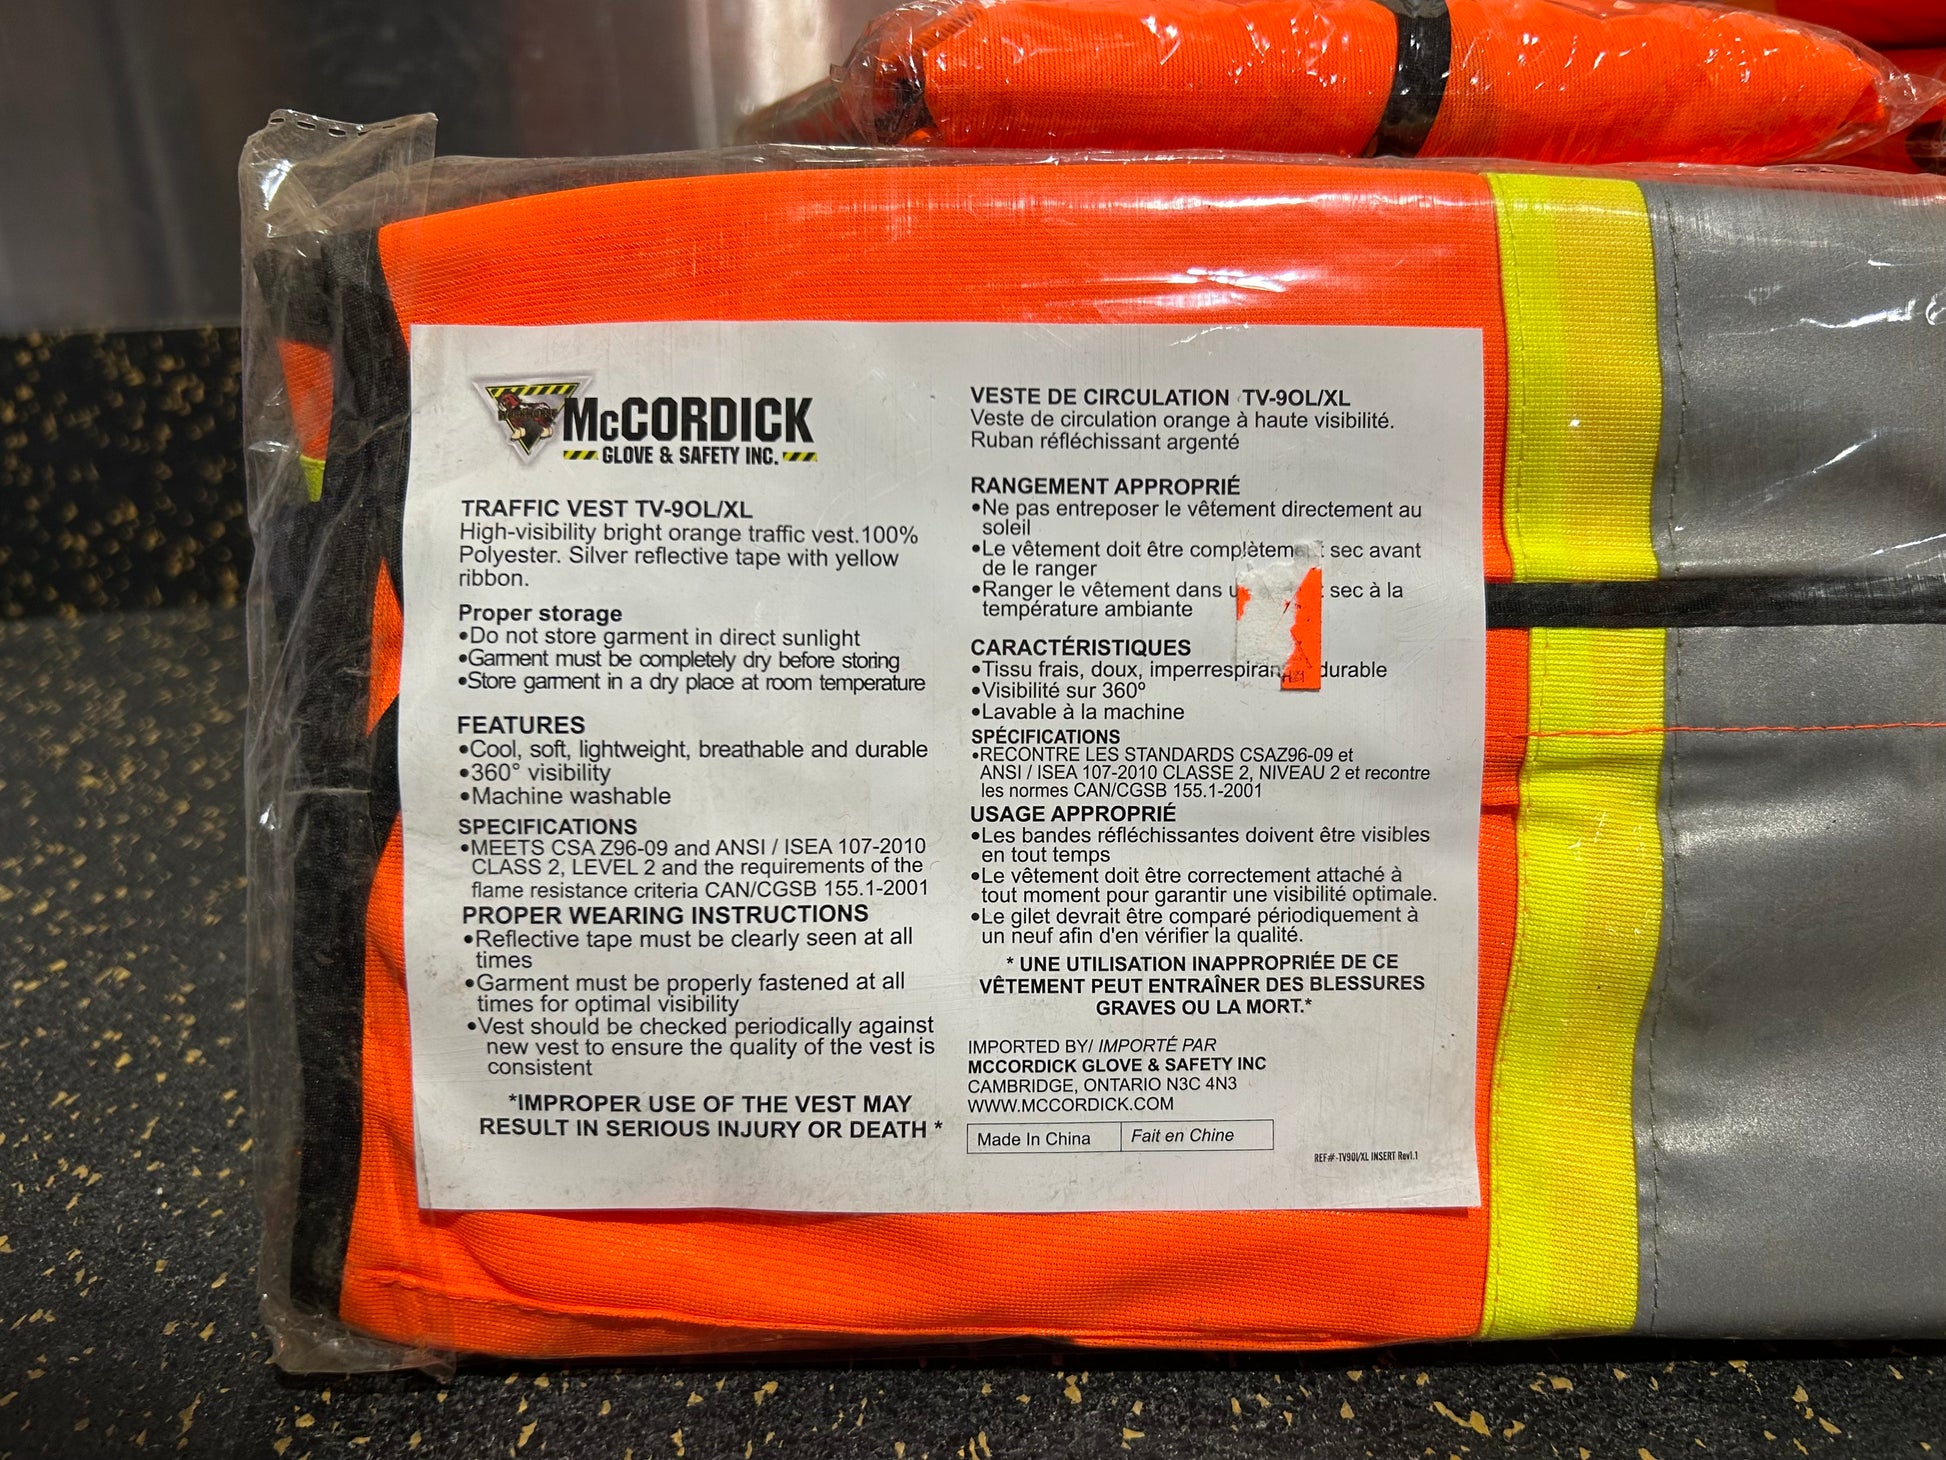 McCORDICK
GLOVE & SAFETY INC.
TRAFFIC VEST TV-9OL/XL
High-visibility bright orange traffic vest.100%
Polyester. Silver reflective tape with yellow
ribbon.
Proper storage
•Do not store garment in direct sunlight
•Garment must be completely dry before storing
•Store garment in a dry place at room temperature
FEATURES
•Cool, soft, lightweight, breathable and durable
•360° visibility
•Machine washable
SPECIFICATIONS
•MEETS CSA Z96-09 and ANSI / ISEA 107-2010
CLASS 2, LEVEL 2 and the requirements of the
flame resistance criteria CAN/CGSB 155.1-2001
PROPER WEARING INSTRUCTIONS
•Reflective tape must be clearly seen at all
times
•Garment must be properly fastened at all
times for optimal visibility
•Vest should be checked periodically against
new vest to ensure the quality of the vest is
consistent
*IMPROPER USE OF THE VEST MAY
RESULT IN SERIOUS INJURY OR DEATH *
VESTE DE CIRCULATION TV-9OL/XL
Veste de circulation orange à haute visibilité.
Ruban réfléchissant argenté
RANGEMENT APPROPRIÉ
•Ne pas entreposer le vêtement directement au
soleil
•Le vêtement doit être complètement sec avant
de le ranger
•Ranger le vêtement dans sec à la
température ambiante
CARACTÉRISTIQUES
•Tissu frais, doux, imperrespirant durable
•Visibilité sur 360º
•Lavable à la machine
SPÉCIFICATIONS
•RECONTRE LES STANDARDS CSAZ96-09 et
ANSI / ISEA 107-2010 CLASSE 2, NIVEAU 2 et recontre
les normes CAN/CGSB 155.1-2001
USAGE APPROPRIÉ
•Les bandes réfléchissantes doivent être visibles
en tout temps
•Le vêtement doit être correctement attaché à
tout moment pour garantir une visibilité optimale.
•Le gilet devrait être comparé périodiquement à
un neuf afin d'en vérifier la qualité.
* UNE UTILISATION INAPPROPRIÉE DE CE
VÊTEMENT PEUT ENTRAÎNER DES BLESSURES
GRAVES OU LA MORT.*
IMPORTED BY/ IMPORTÉ PAR
MCCORDICK GLOVE & SAFETY INC
CAMBRIDGE, ONTARIO N3C 4N3
WWW.MCCORDICK.COM
Made In China Fait en Chine
REF#-TV9OL/XL INSERT Rev1.1